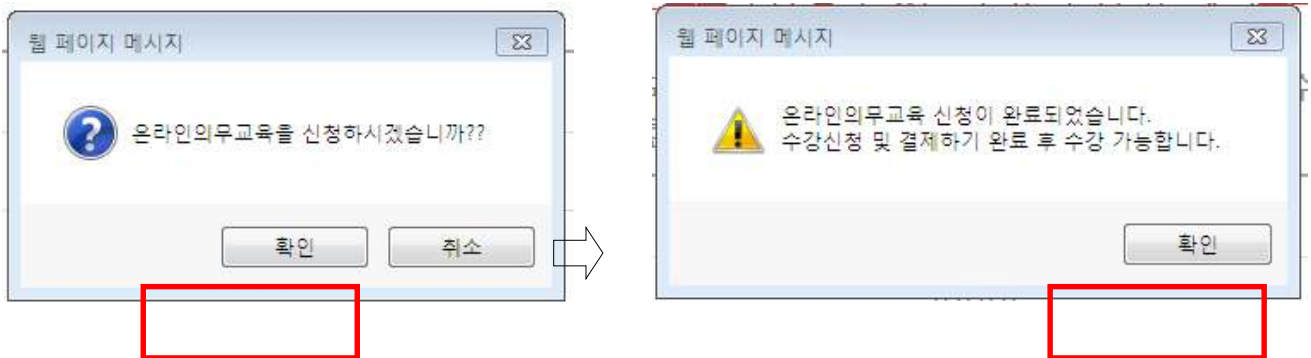 웹 페이지 메시지
온라인의무교육을 신청하시겠습니까??
확인
취소
웹 페이지 메시지
온라인의무교육 신청이 완료되었습니다.
수강신청 및 결제하기 완료 후 수강 가능합니다.
확인